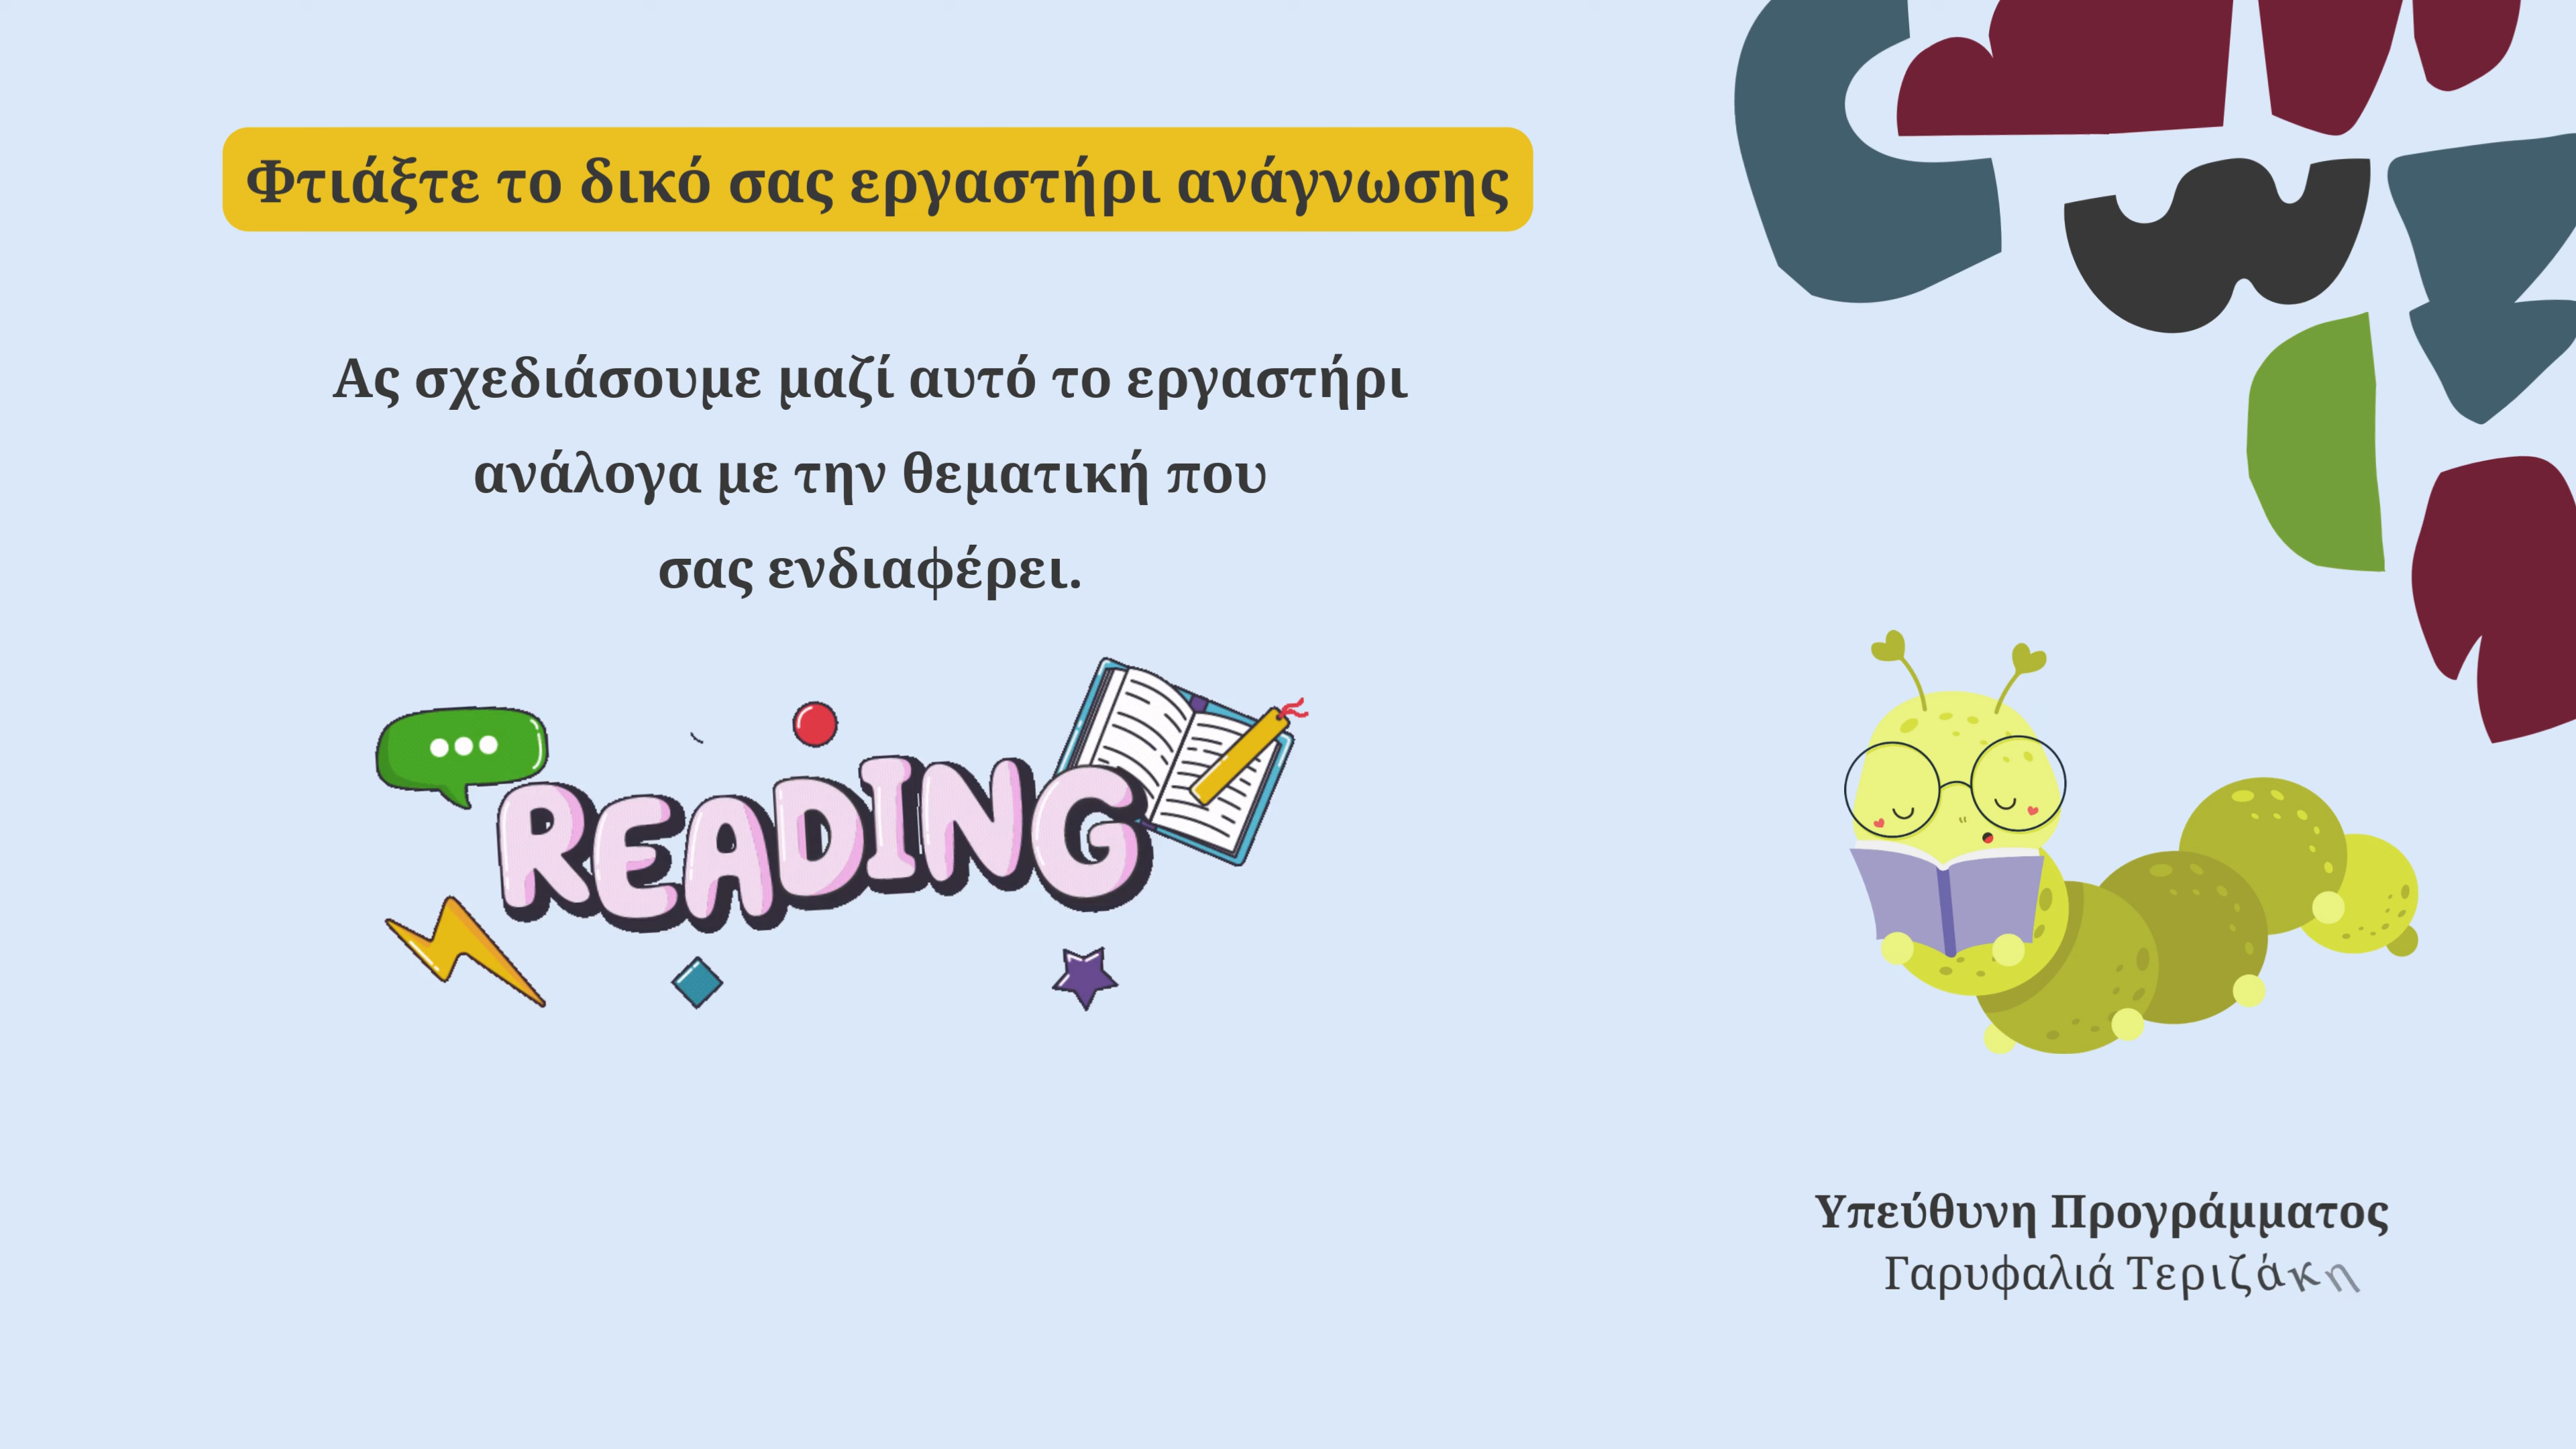 Φτιάξτε το δικό σας εργαστήρι ανάγνωσης
Ας σχεδιάσουμε μαζί αυτό το εργαστήρι
ανάλογα με την θεματική που
σας ενδιαφέρει.
READING
Υπεύθυνη Προγράμματος
Γαρυφαλιά Τεριζάκη